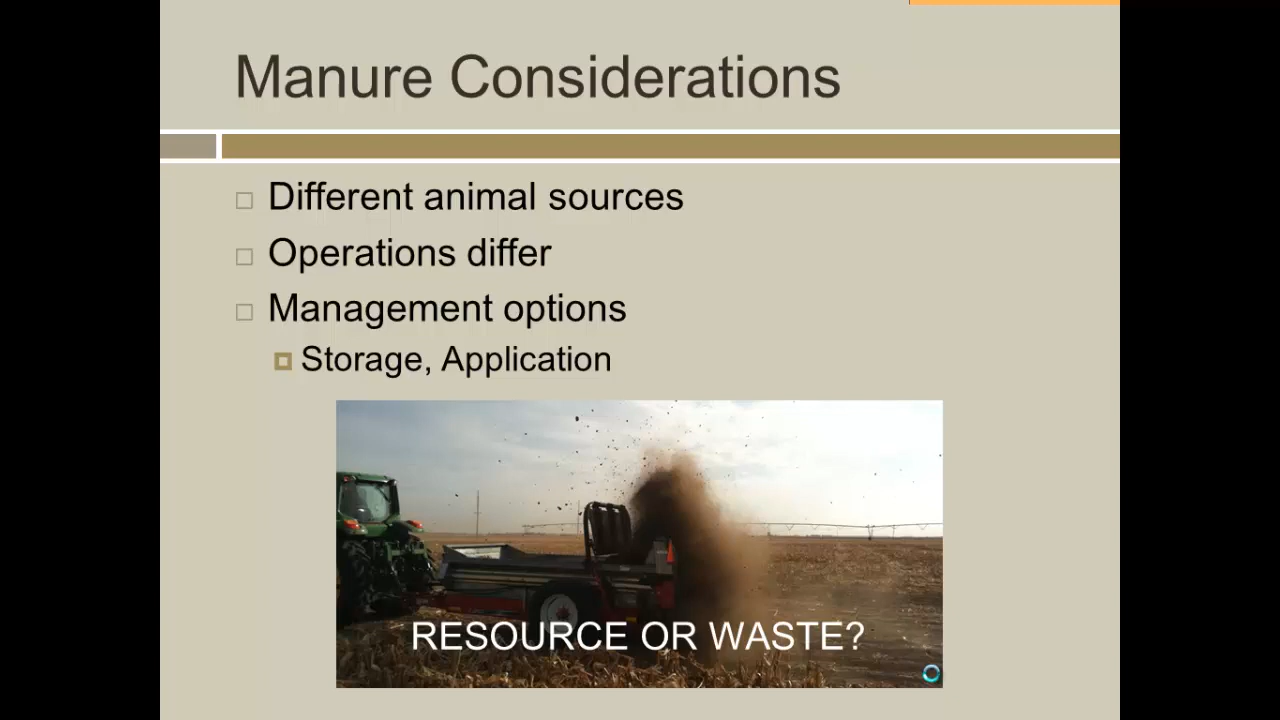 Manure Considerations
Different animal sources
Operations differ
Management options
Storage, Application
RESOURCE OR WASTE?